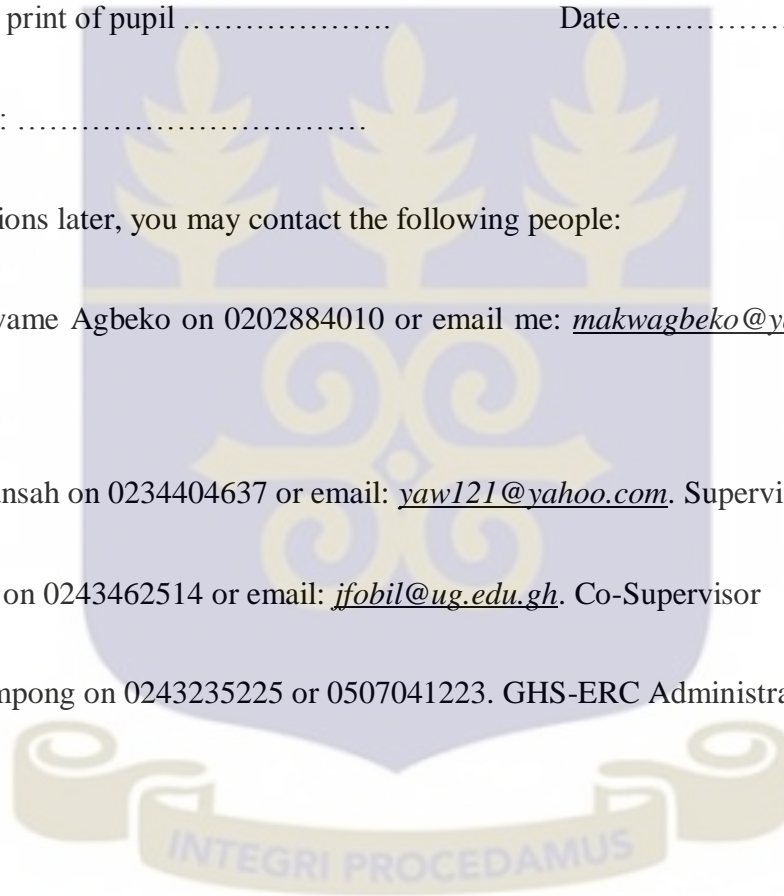 print of pupil …………………. Date……………
: ……………………………
ions later, you may contact the following people:
wame Agbeko on 0202884010 or email me: makwagbeko@y
nsah on 0234404637 or email: yaw121@yahoo.com. Supervi
on 0243462514 or email: jfobil@ug.edu.gh. Co-Supervisor
mpong on 0243235225 or 0507041223. GHS-ERC Administra
INTEGRI PROCEDAMUS